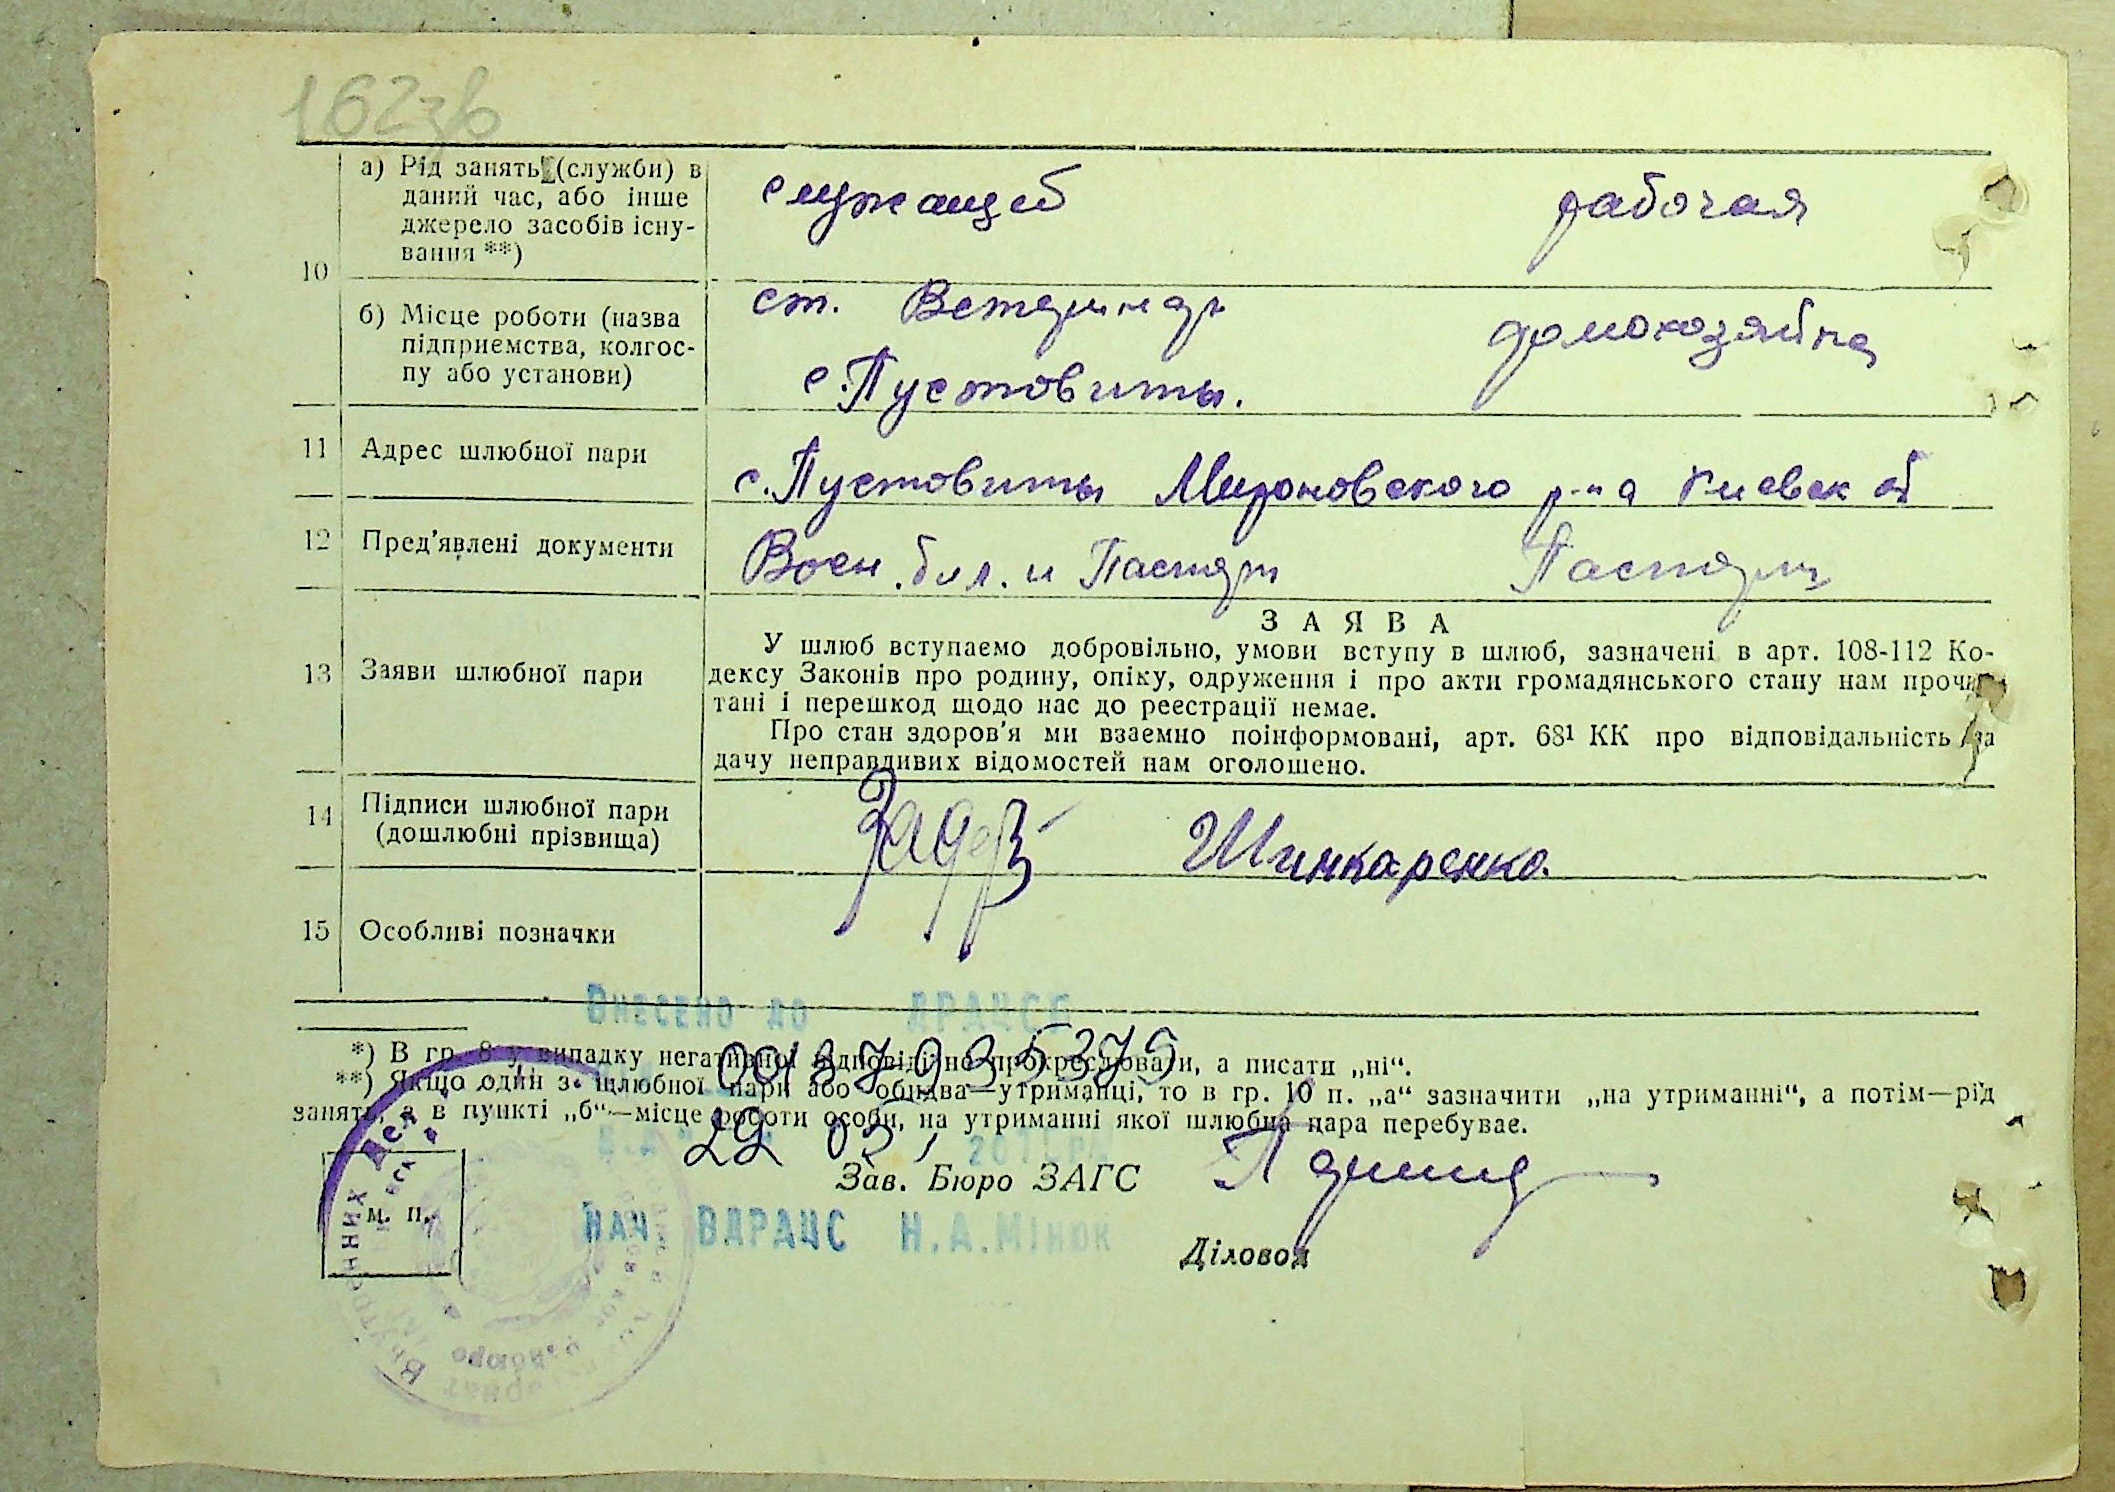 162зв
а) Рід занять (служби) в
даний час, або інше
джерело засобів існу-
вання **)
служащей
рабочая
10
б) Місце роботи (назва
підприємства, колгос-
пу або установи)
ст. Ветеринар
с. Пустовиты.
домохозяйка
11 Адрес шлюбної пари
с. Пустовиты Мироновского р-на Киевск об
12 Пред'явлені документи
Воен. бил. и Паспорт
Паспорт
13 Заяви шлюбної пари
ЗАЯВА
У шлюб вступаємо добровільно, умови вступу в шлюб, зазначені в арт. 108-112 Ко-
дексу Законів про родину, опіку, одруження і про акти громадянського стану нам прочи-
тані і перешкод щодо нас до реєстрації немає.
Про стан здоров'я ми взаємно поінформовані, арт. 68¹ КК про відповідальність за
дачу неправдивих відомостей нам оголошено.
14 Підписи шлюбної пари
(дошлюбні прізвища)
Шинкаренко.
15 Особливі позначки
Внесено до ДРАЦСГ
*) В гр. 8 у випадку негативної відповіді не прокреслювати, а писати „ні“.
00187935375
**) Якщо один з шлюбної пари або обидва—утриманці, то в гр. 10 п. „а“ зазначити „на утриманні“, а потім—рід
занять, а в пункті „б“—місце роботи особи, на утриманні якої шлюбна пара перебуває.
29 03
Зав. Бюро ЗАГС
м. п.
Нач. ВДРАЦС Н.А.Мінюк
Діловод